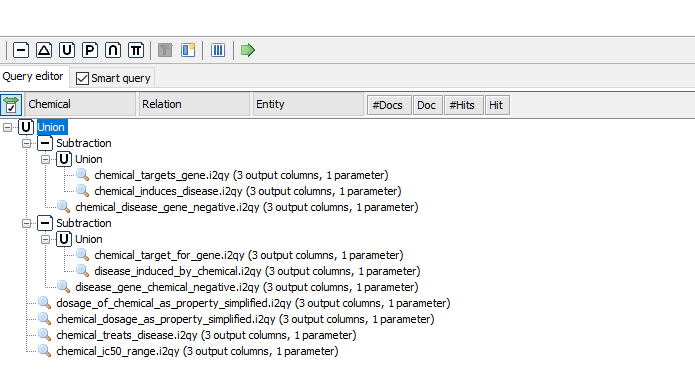 U P
Query editor Smart query
Chemical Relation Entity #Docs Doc #Hits Hit
U Union
Subtraction
U Union
chemical_targets_gene.i2qy (3 output columns, 1 parameter)
chemical_induces_disease.i2qy (3 output columns, 1 parameter)
chemical_disease_gene_negative.i2qy (3 output columns, 1 parameter)
Subtraction
U Union
chemical_target_for_gene.i2qy (3 output columns, 1 parameter)
disease_induced_by_chemical.i2qy (3 output columns, 1 parameter)
disease_gene_chemical_negative.i2qy (3 output columns, 1 parameter)
dosage_of_chemical_as_property_simplified.i2qy (3 output columns, 1 parameter)
chemical_dosage_as_property_simplified.i2qy (3 output columns, 1 parameter)
chemical_treats_disease.i2qy (3 output columns, 1 parameter)
chemical_ic50_range.i2qy (3 output columns, 1 parameter)